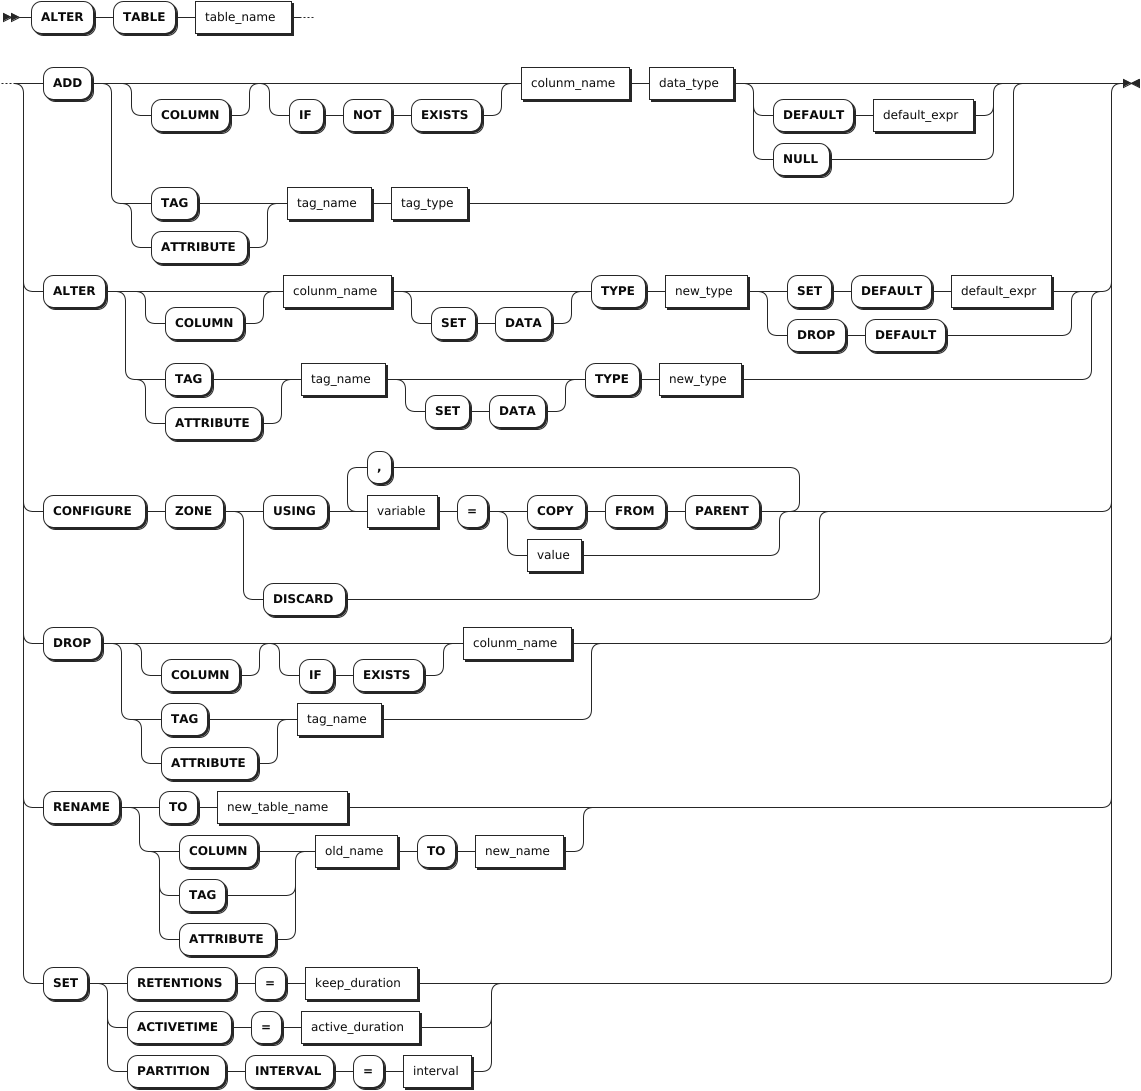 ALTER TABLE table_name
ADD colunm_name data_type
COLUMN IF NOT EXISTS DEFAULT default_expr
NULL
TAG tag_name tag_type
ATTRIBUTE
ALTER colunm_name TYPE new_type SET DEFAULT default_expr
COLUMN SET DATA DROP DEFAULT
TAG tag_name TYPE new_type
ATTRIBUTE SET DATA
,
CONFIGURE ZONE USING variable = COPY FROM PARENT
value
DISCARD
DROP colunm_name
COLUMN IF EXISTS
TAG tag_name
ATTRIBUTE
RENAME TO new_table_name
COLUMN old_name TO new_name
TAG
ATTRIBUTE
SET RETENTIONS = keep_duration
ACTIVETIME = active_duration
PARTITION INTERVAL = interval